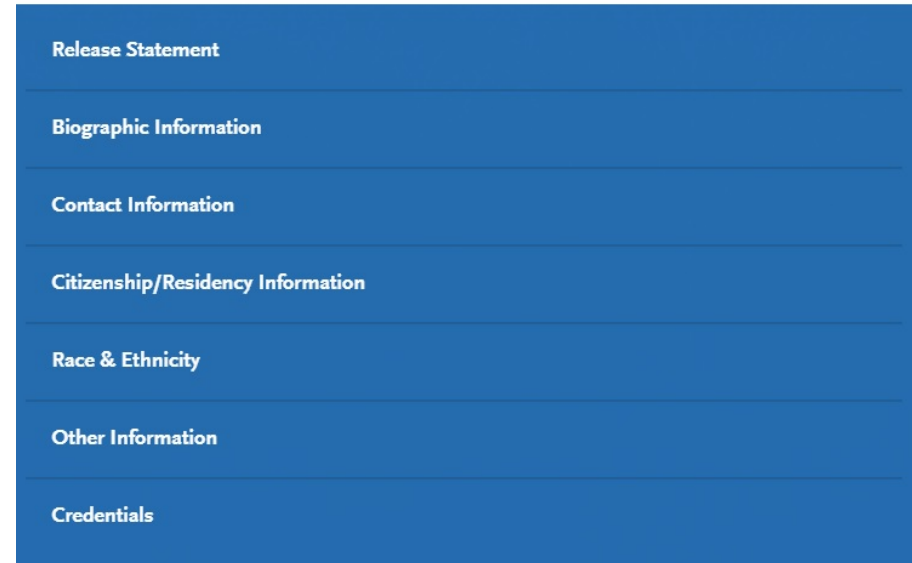 Release Statement
Biographic Information
Contact Information
Citizenship/Residency Information
Race & Ethnicity
Other Information
Credentials